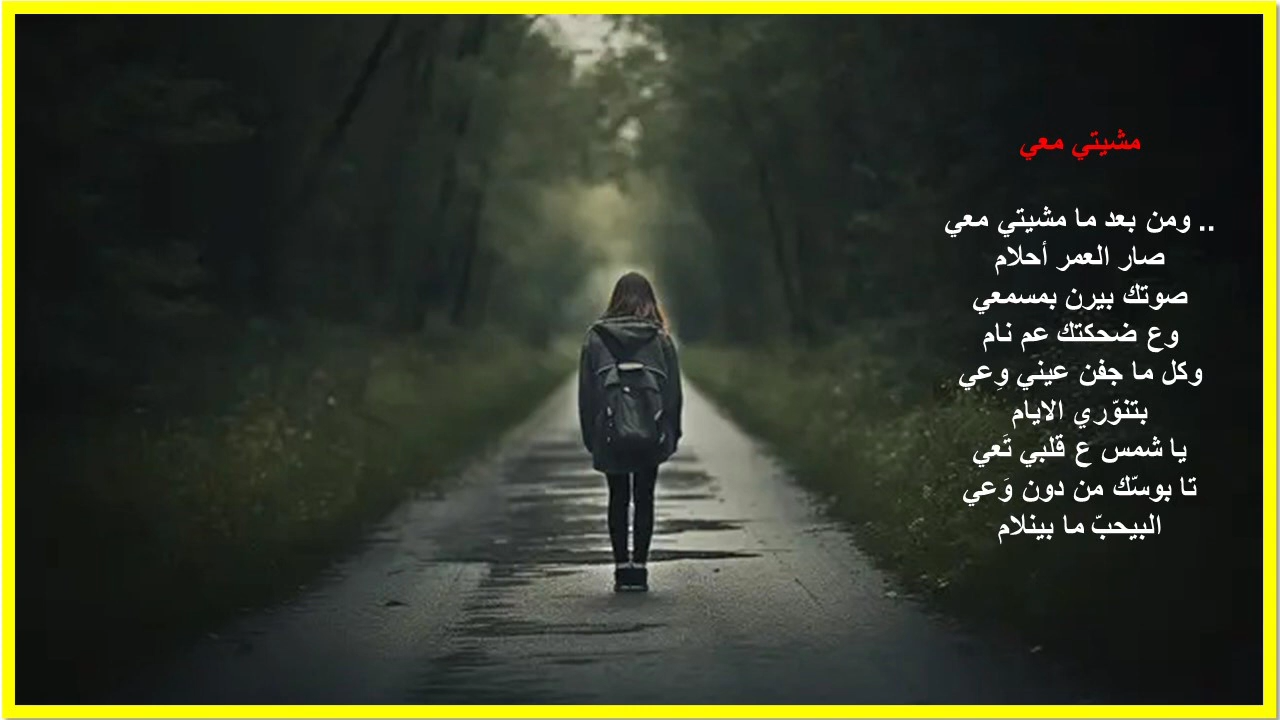 مشيتي معي
.. ومن بعد ما مشيتي معي
صار العمر أحلام
صوتك بيرن بمسمعي
وع ضحكتك عم نام
وكل ما جفن عيني وِعي
بتنوّري الايام
يا شمس ع قلبي تَعي
تا بوسّك من دون وَعي
البيحبّ ما بينلام